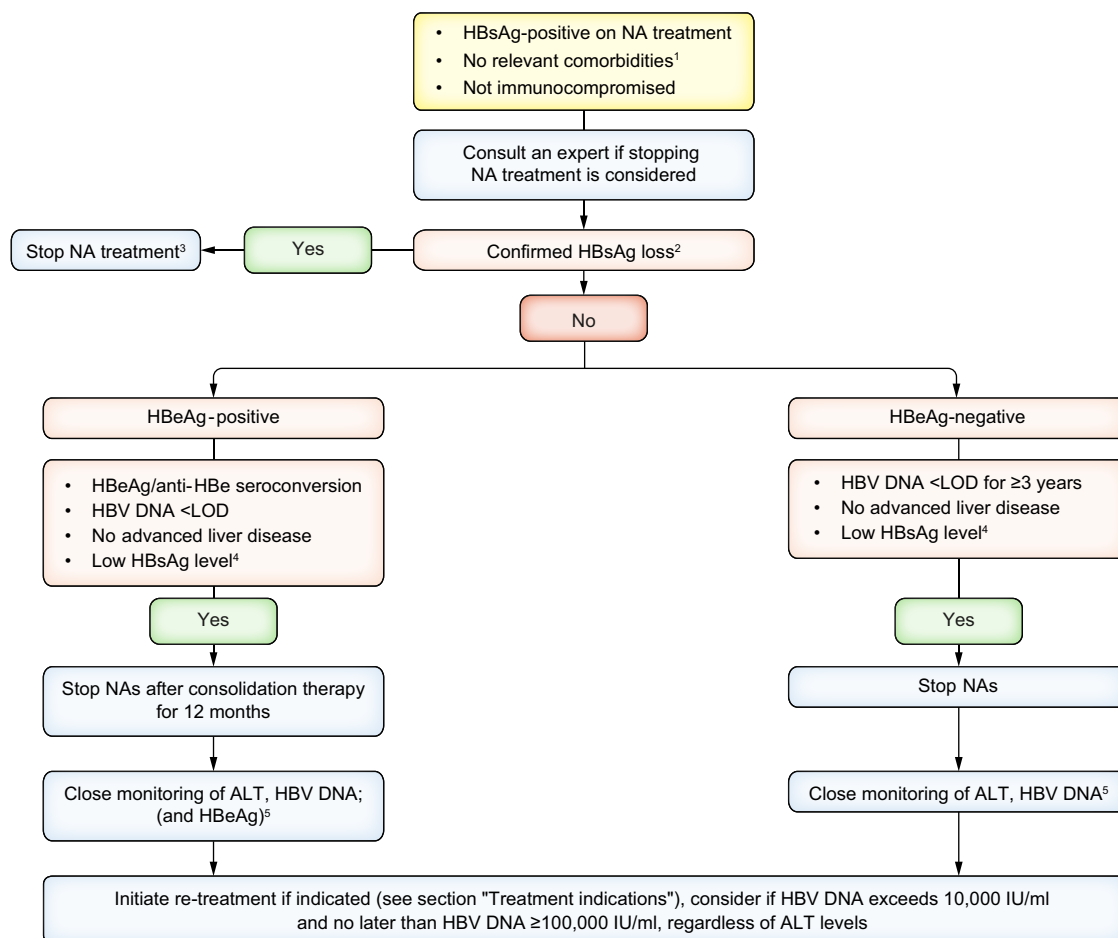 • HBsAg-positive on NA treatment
• No relevant comorbidities¹
• Not immunocompromised
Consult an expert if stopping
NA treatment is considered
Stop NA treatment³
Yes
Confirmed HBsAg loss²
No
HBeAg-positive
• HBeAg/anti-HBe seroconversion
• HBV DNA <LOD
• No advanced liver disease
• Low HBsAg level⁴
Yes
Stop NAs after consolidation therapy
for 12 months
Close monitoring of ALT, HBV DNA;
(and HBeAg)⁵
HBeAg-negative
• HBV DNA <LOD for ≥3 years
• No advanced liver disease
• Low HBsAg level⁴
Yes
Stop NAs
Close monitoring of ALT, HBV DNA⁵
Initiate re-treatment if indicated (see section "Treatment indications"), consider if HBV DNA exceeds 10,000 IU/ml
and no later than HBV DNA ≥100,000 IU/ml, regardless of ALT levels